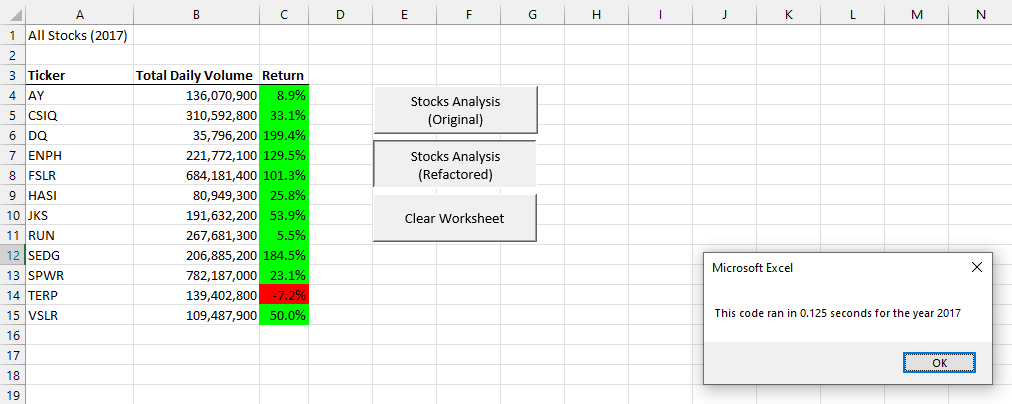 A B C D E F G H I J K L M N
1 All Stocks (2017)
2
3 Ticker Total Daily Volume Return
4 AY 136,070,900 8.9%
5 CSIQ 310,592,800 33.1%
6 DQ 35,796,200 199.4%
7 ENPH 221,772,100 129.5%
8 FSLR 684,181,400 101.3%
9 HASI 80,949,300 25.8%
10 JKS 191,632,200 53.9%
11 RUN 267,681,300 5.5%
12 SEDG 206,885,200 184.5%
13 SPWR 782,187,000 23.1%
14 TERP 139,402,800 -7.2%
15 VSLR 109,487,900 50.0%
16
17
18
19
Stocks Analysis
(Original)
Stocks Analysis
(Refactored)
Clear Worksheet
Microsoft Excel
This code ran in 0.125 seconds for the year 2017
OK